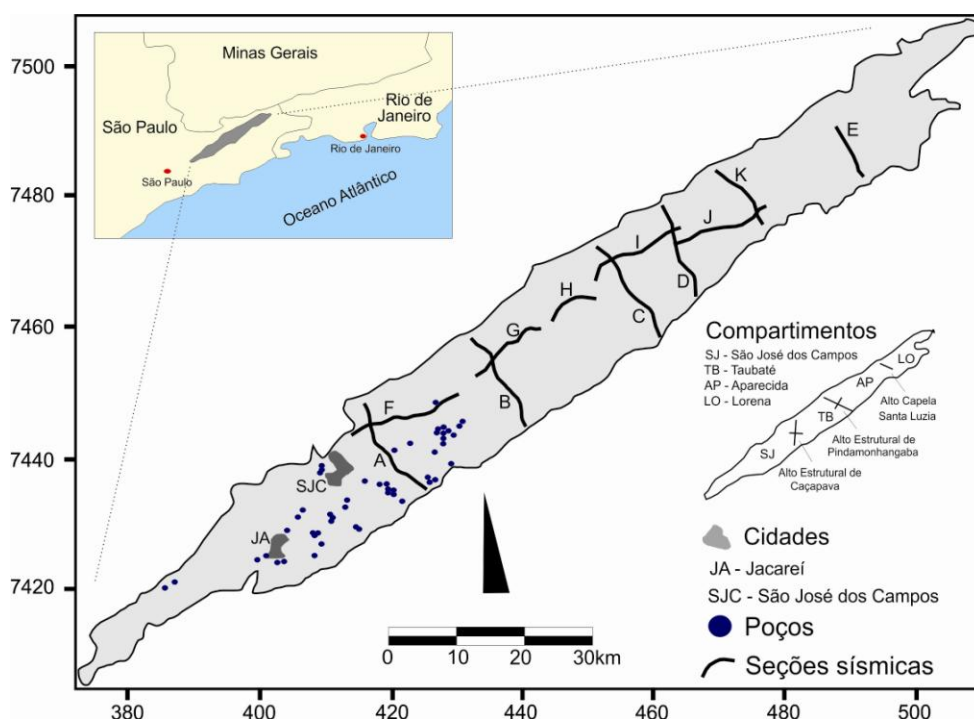 7500
7480
7460
7440
7420
380
400
420
440
460
480
500
Minas Gerais
São Paulo
Rio de
Janeiro
Rio de Janeiro
São Paulo
Oceano Atlântico
E
K
J
I
D
H
C
G
B
F
A
SJC
JA
Compartimentos
SJ - São José dos Campos
TB - Taubaté
AP - Aparecida
LO - Lorena
LO
AP
Alto Capela
Santa Luzia
TB
Alto Estrutural de
Pindamonhangaba
SJ
Alto Estrutural de
Caçapava
Cidades
JA - Jacareí
SJC - São José dos Campos
Poços
Seções sísmicas
0 10 20 30km